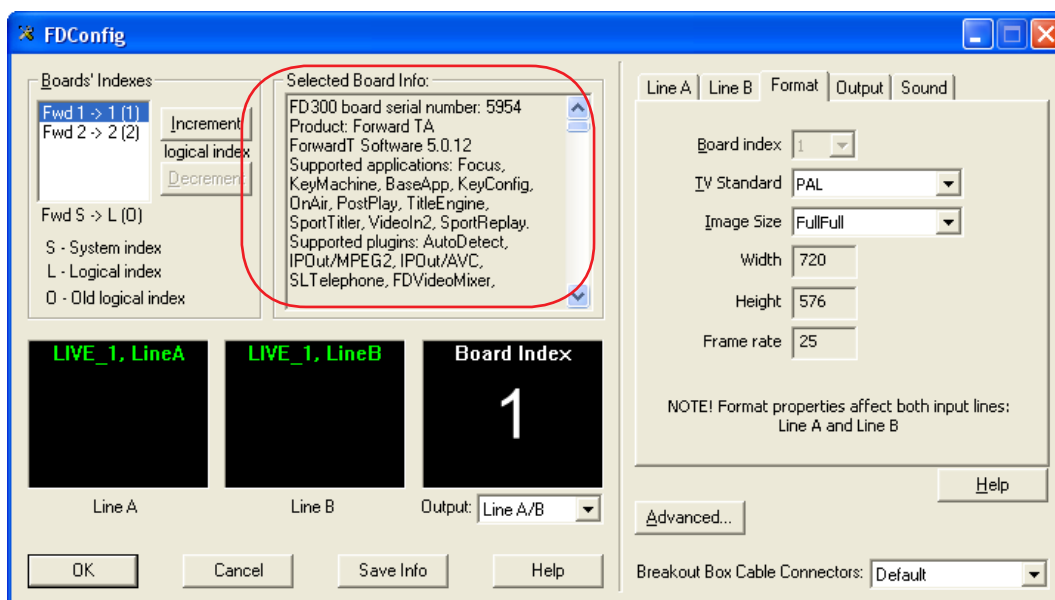 FDConfig
Boards' Indexes
Fwd 1 -> 1 (1)
Fwd 2 -> 2 (2)
Increment
logical index
Decrement
Fwd S -> L (O)
S - System index
L - Logical index
O - Old logical index
Selected Board Info:
FD300 board serial number: 5954
Product: Forward TA
ForwardT Software 5.0.12
Supported applications: Focus,
KeyMachine, BaseApp, KeyConfig,
OnAir, PostPlay, TitleEngine,
SportTitler, VideoIn2, SportReplay.
Supported plugins: AutoDetect,
IPOut/MPEG2, IPOut/AVC,
SLTelephone, FDVideoMixer,
LIVE_1, LineA
LIVE_1, LineB
Board Index
1
Line A
Line B
Output: Line A/B
OK
Cancel
Save Info
Help
Line A
Line B
Format
Output
Sound
Board index 1
TV Standard PAL
Image Size FullFull
Width 720
Height 576
Frame rate 25
NOTE! Format properties affect both input lines:
Line A and Line B
Help
Advanced...
Breakout Box Cable Connectors: Default